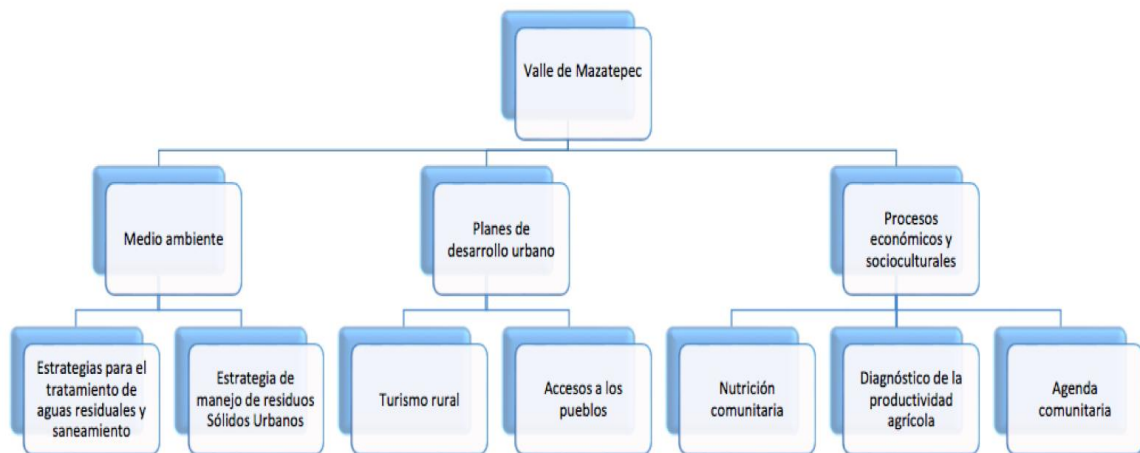 Valle de Mazatepec
Medio ambiente
Planes de
desarrollo urbano
Procesos
económicos y
socioculturales
Estrategias para el
tratamiento de
aguas residuales y
saneamiento
Estrategia de
manejo de residuos
Sólidos Urbanos
Turismo rural
Accesos a los
pueblos
Nutrición
comunitaria
Diagnóstico de la
productividad
agrícola
Agenda
comunitaria